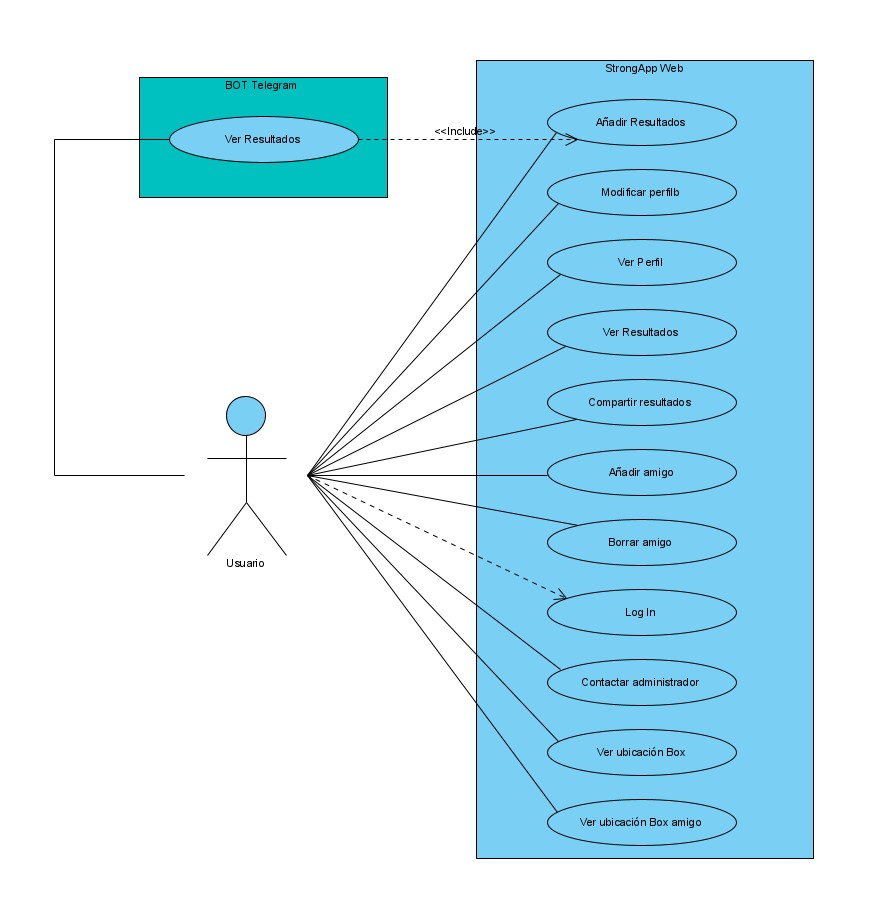 StrongApp Web
BOT Telegram
Ver Resultados
<<Include>>
Añadir Resultados
Modificar perfilb
Ver Perfil
Ver Resultados
Compartir resultados
Añadir amigo
Borrar amigo
Log In
Contactar administrador
Ver ubicación Box
Ver ubicación Box amigo
Usuario